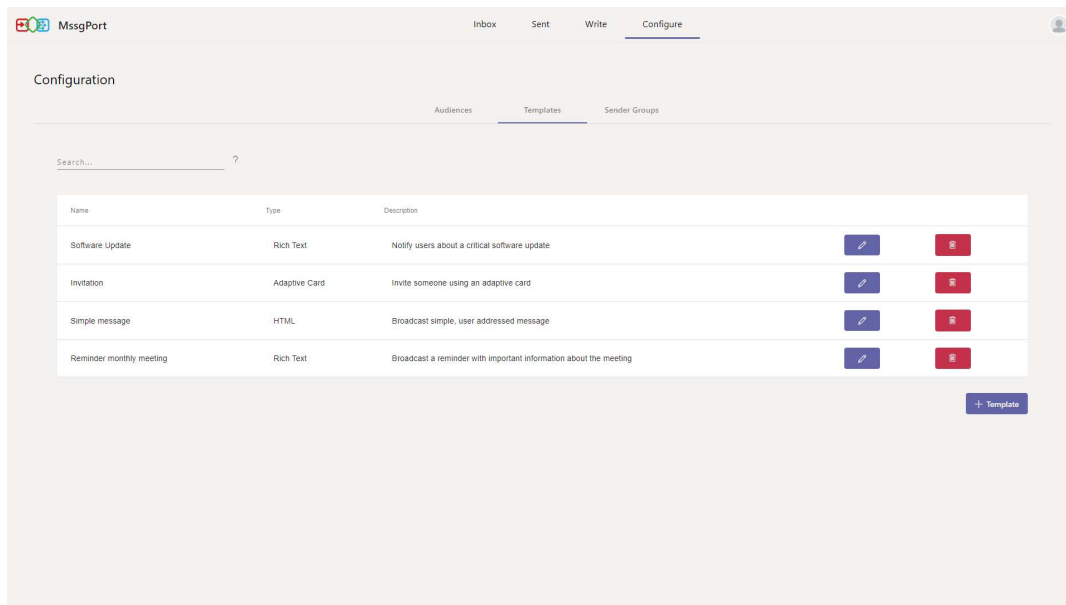 MssgPort Inbox Sent Write Configure
Configuration
Audiences Templates Sender Groups
Search... ?
Name Type Description
Software Update Rich Text Notify users about a critical software update
Invitation Adaptive Card Invite someone using an adaptive card
Simple message HTML Broadcast simple, user addressed message
Reminder monthly meeting Rich Text Broadcast a reminder with important information about the meeting
+ Template